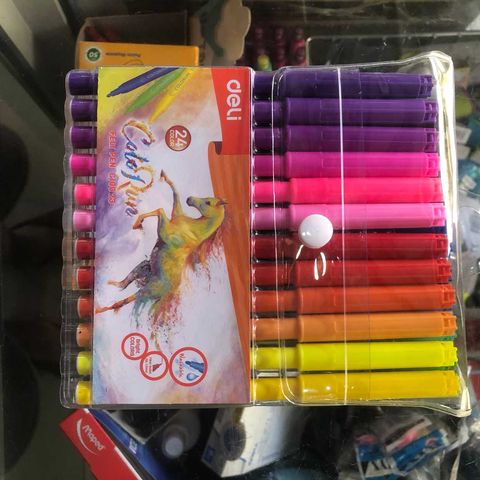 deli
24
COLOR
Washable
ColoRun
Bright
COLORS
FELT PEN
Maped